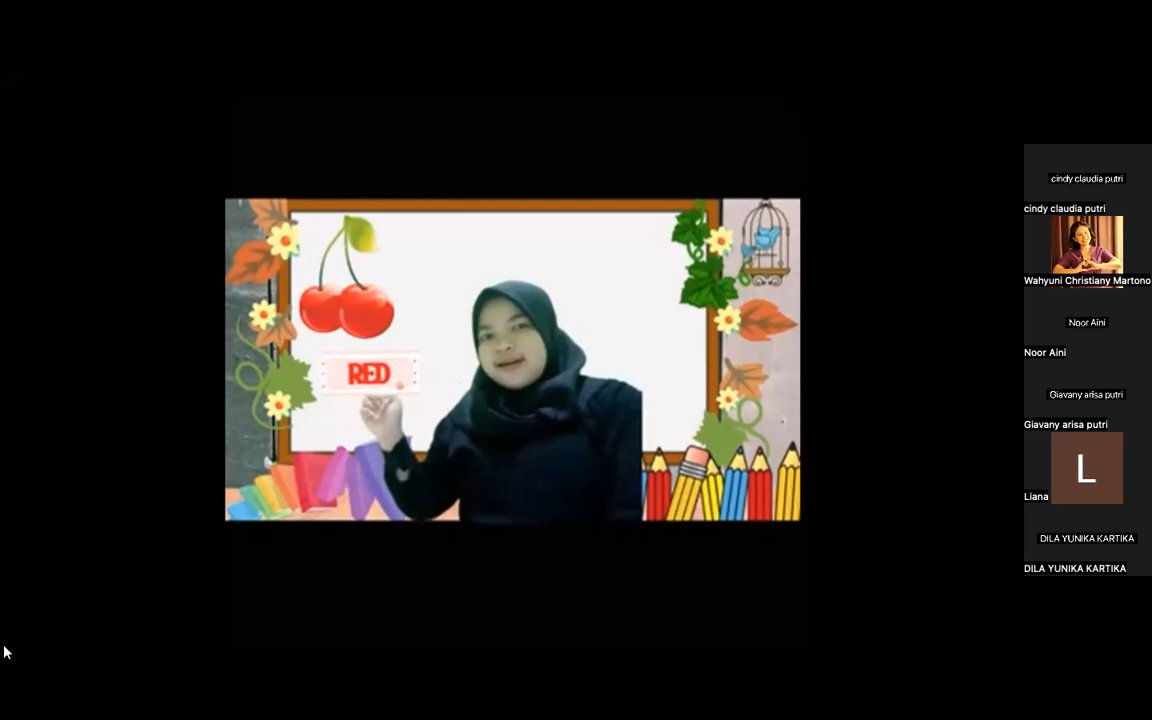 RED
cindy claudia putri
cindy claudia putri
Wahyuni Christiany Martono
Noor Aini
Noor Aini
Giavany arisa putri
Giavany arisa putri
L
Liana
DILA YUNIKA KARTIKA
DILA YUNIKA KARTIKA